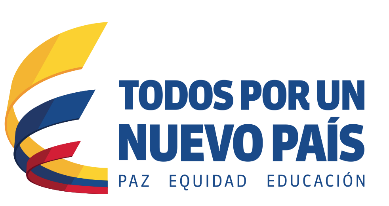 TODOS POR UN
NUEVO PAÍS
PAZ EQUIDAD EDUCACIÓN